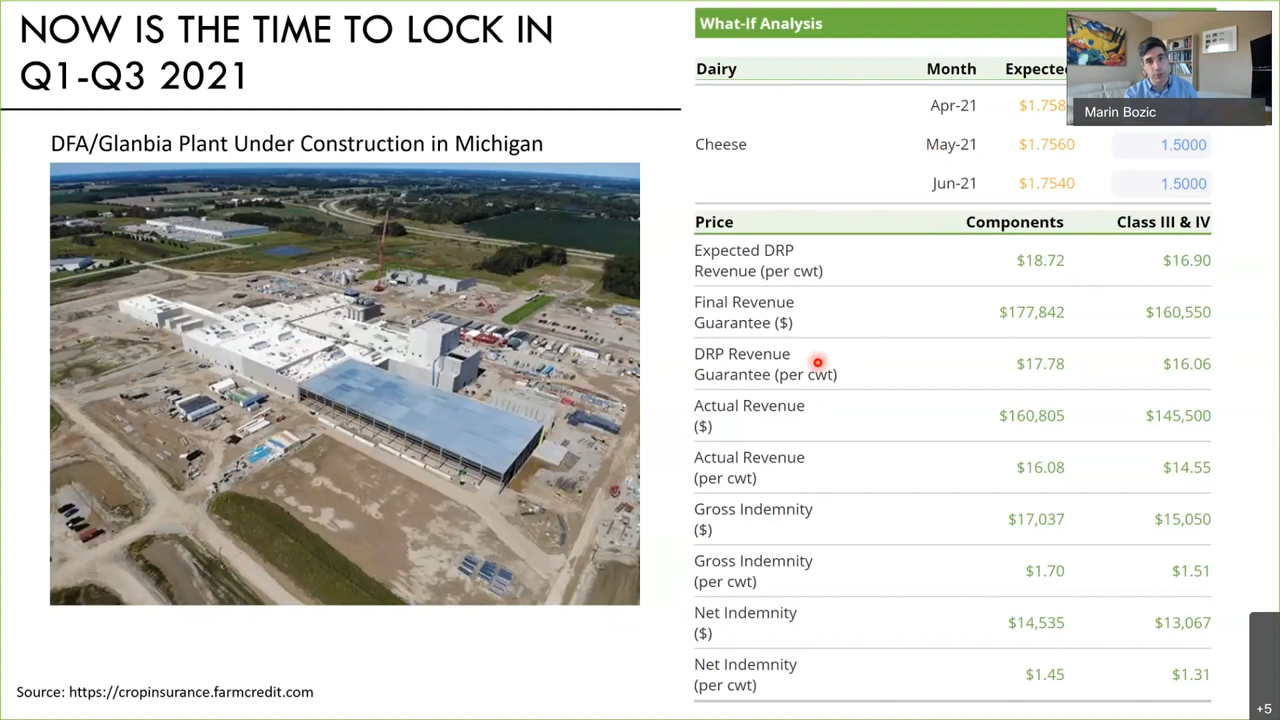 NOW IS THE TIME TO LOCK IN
Q1-Q3 2021
DFA/Glanbia Plant Under Construction in Michigan
Source: https://cropinsurance.farmcredit.com
What-If Analysis
Dairy Month Expected
Apr-21 $1.758
Cheese May-21 $1.7560 1.5000
Jun-21 $1.7540 1.5000
Price Components Class III & IV
Expected DRP
Revenue (per cwt) $18.72 $16.90
Final Revenue
Guarantee ($) $177,842 $160,550
DRP Revenue
Guarantee (per cwt) $17.78 $16.06
Actual Revenue
($) $160,805 $145,500
Actual Revenue
(per cwt) $16.08 $14.55
Gross Indemnity
($) $17,037 $15,050
Gross Indemnity
(per cwt) $1.70 $1.51
Net Indemnity
($) $14,535 $13,067
Net Indemnity
(per cwt) $1.45 $1.31
Marin Bozic
+5